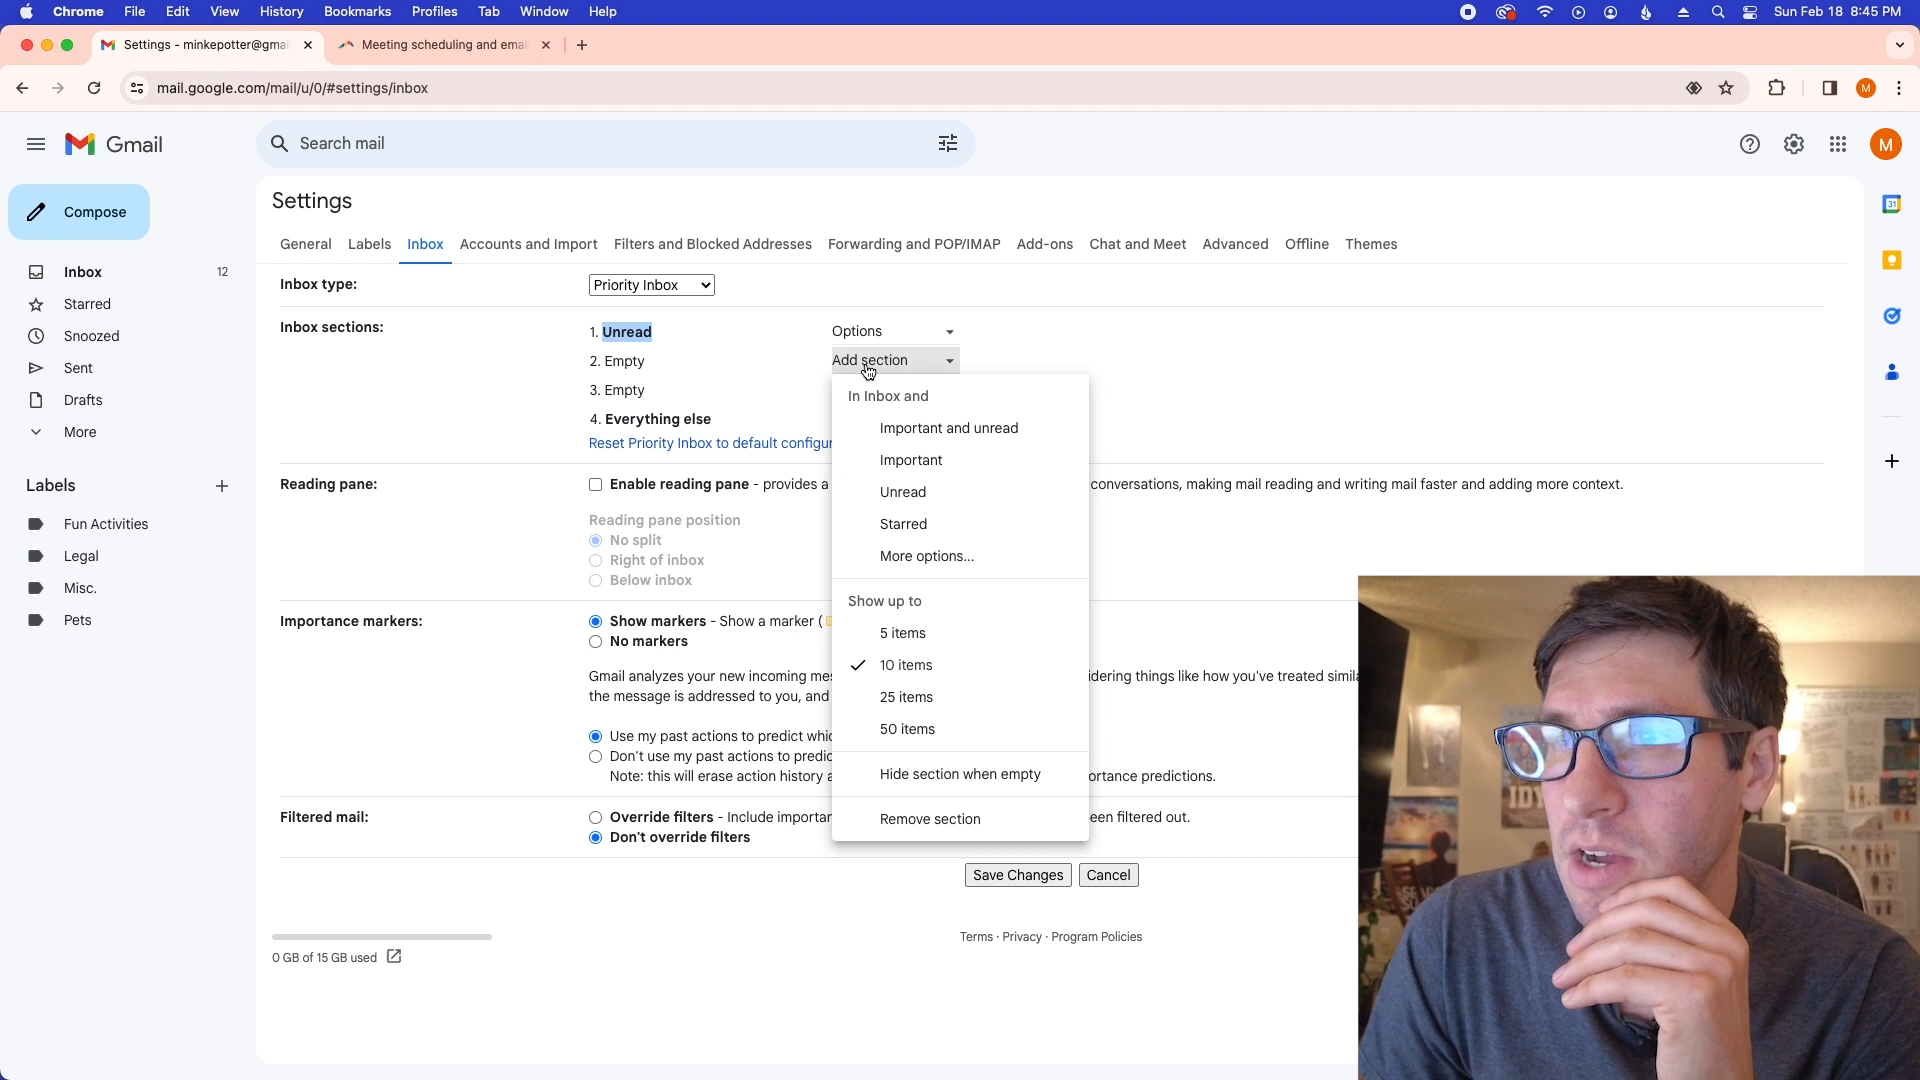 Chrome File Edit View History Bookmarks Profiles Tab Window Help Sun Feb 18 8:45 PM
Settings - minkepotter@gmai Meeting scheduling and emai
mail.google.com/mail/u/0/#settings/inbox M
Gmail Search mail M
Settings
Compose
General Labels Inbox Accounts and Import Filters and Blocked Addresses Forwarding and POP/IMAP Add-ons Chat and Meet Advanced Offline Themes
Inbox 12
Starred
Snoozed
Sent
Drafts
More
Labels
Fun Activities
Legal
Misc.
Pets
Inbox type: Priority Inbox
Inbox sections: 1. Unread Options
2. Empty Add section
3. Empty
4. Everything else
Reset Priority Inbox to default configur
In Inbox and
Important and unread
Important
Unread
Starred
More options...
Show up to
5 items
10 items
25 items
50 items
Hide section when empty
Remove section
Reading pane: Enable reading pane - provides a conversations, making mail reading and writing mail faster and adding more context.
Reading pane position
No split
Right of inbox
Below inbox
Importance markers: Show markers - Show a marker (
No markers
Gmail analyzes your new incoming mes idering things like how you've treated simila
the message is addressed to you, and
Use my past actions to predict whic
Don't use my past actions to predic
Note: this will erase action history a ortance predictions.
Filtered mail: Override filters - Include importan een filtered out.
Don't override filters
Save Changes Cancel
Terms · Privacy · Program Policies
0 GB of 15 GB used
31